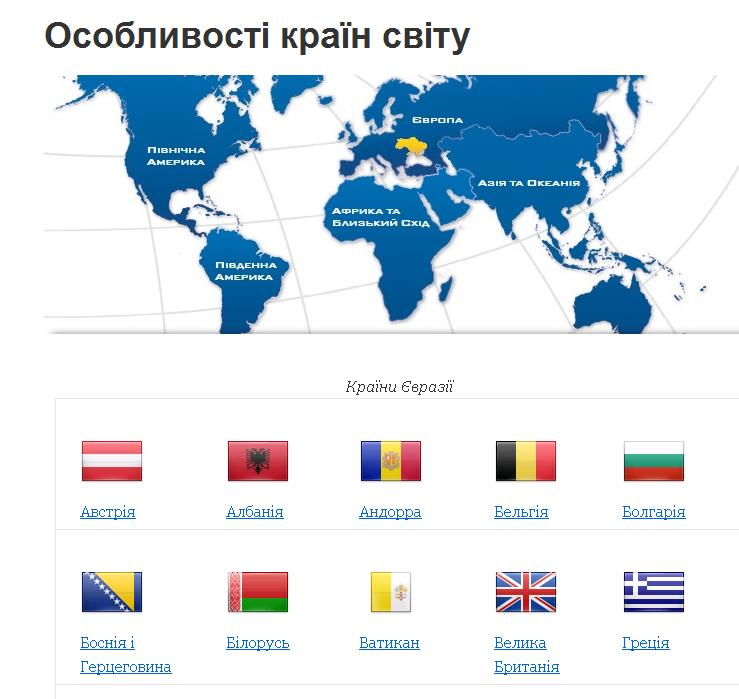 Особливості країн світу
ЄВРОПА
ПІВНІЧНА
АМЕРИКА
АЗІЯ ТА ОКЕАНІЯ
АФРИКА ТА
БЛИЗЬКИЙ СХІД
ПІВДЕННА
АМЕРИКА
Країни Євразії
Австрія Албанія Андорра Бельгія Болгарія
Боснія і Білорусь Ватикан Велика Греція
Герцеговина Британія